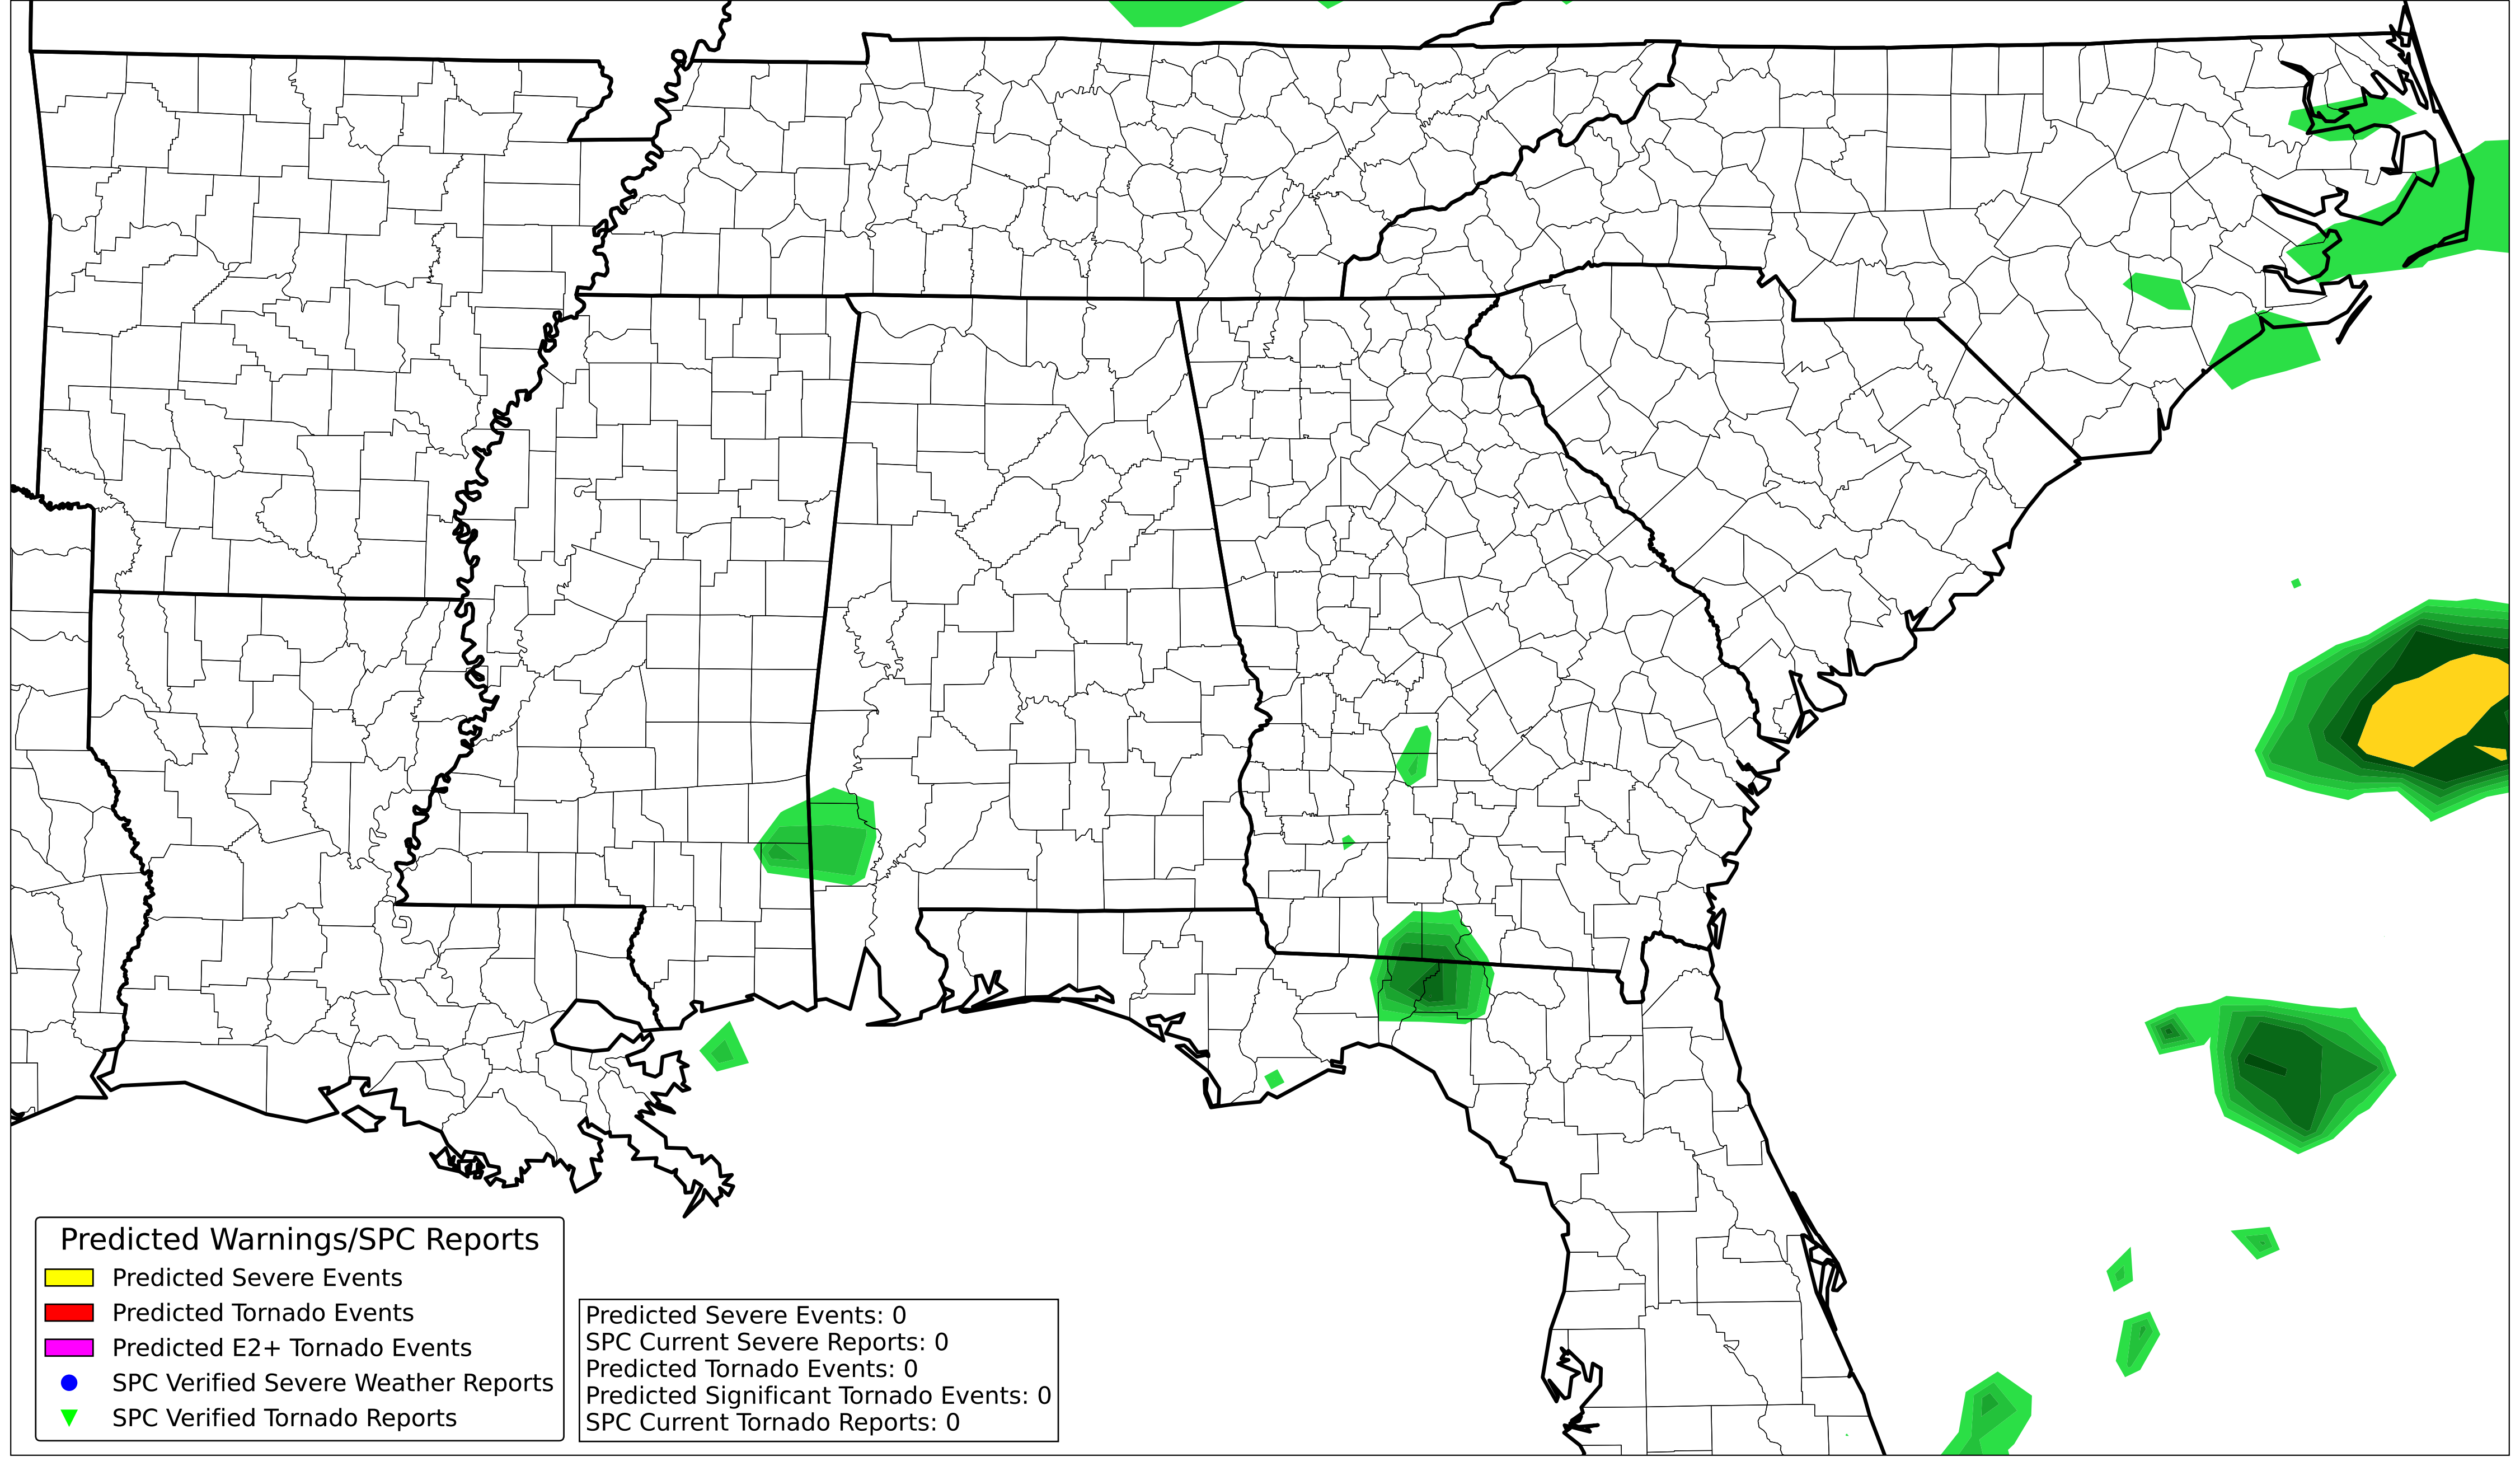 Predicted Warnings/SPC Reports
Predicted Severe Events
Predicted Tornado Events
Predicted E2+ Tornado Events
SPC Verified Severe Weather Reports
SPC Verified Tornado Reports
Predicted Severe Events: 0
SPC Current Severe Reports: 0
Predicted Tornado Events: 0
Predicted Significant Tornado Events: 0
SPC Current Tornado Reports: 0